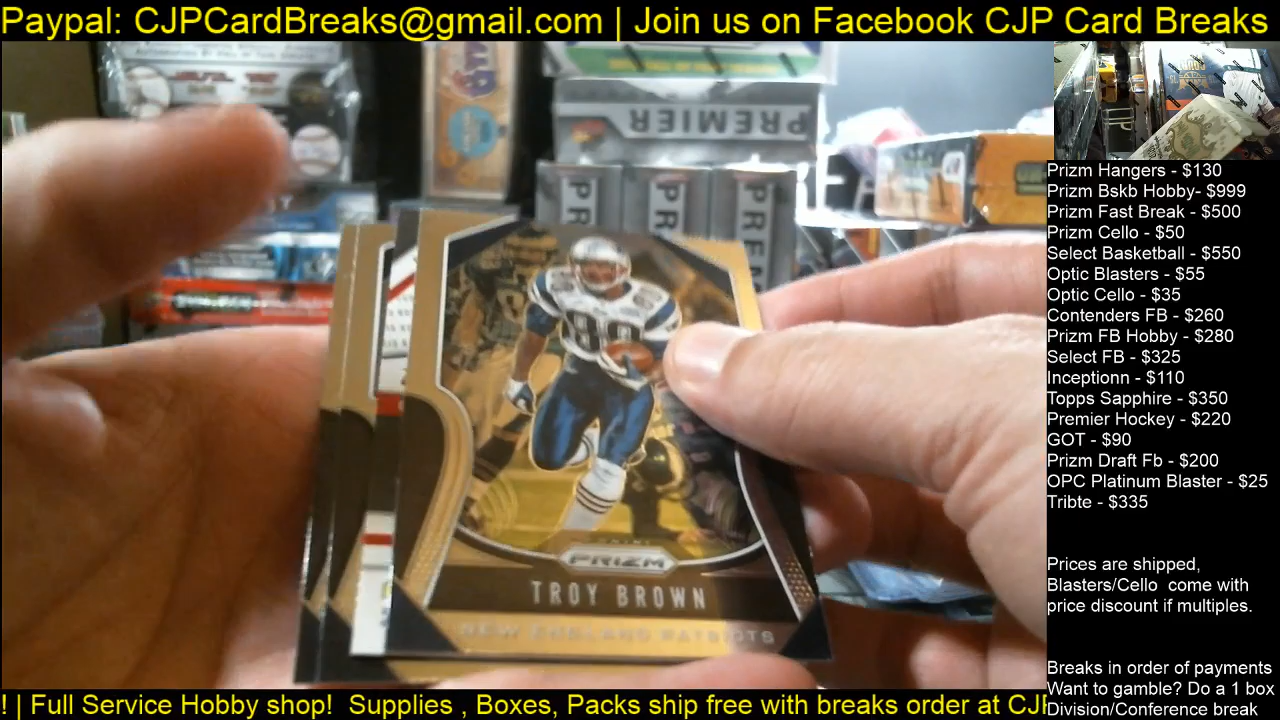 Paypal: CJPCardBreaks@gmail.com | Join us on Facebook CJP Card Breaks
PREMIER
P
P
PREM
80
PRIZM
TROY BROWN
NEW ENGLAND PATRIOTS
Prizm Hangers - $130
Prizm Bskb Hobby- $999
Prizm Fast Break - $500
Prizm Cello - $50
Select Basketball - $550
Optic Blasters - $55
Optic Cello - $35
Contenders FB - $260
Prizm FB Hobby - $280
Select FB - $325
Inceptionn - $110
Topps Sapphire - $350
Premier Hockey - $220
GOT - $90
Prizm Draft Fb - $200
OPC Platinum Blaster - $25
Tribte - $335
Prices are shipped,
Blasters/Cello come with
price discount if multiples.
Breaks in order of payments
Want to gamble? Do a 1 box
Division/Conference break
! | Full Service Hobby shop! Supplies , Boxes, Packs ship free with breaks order at CJ